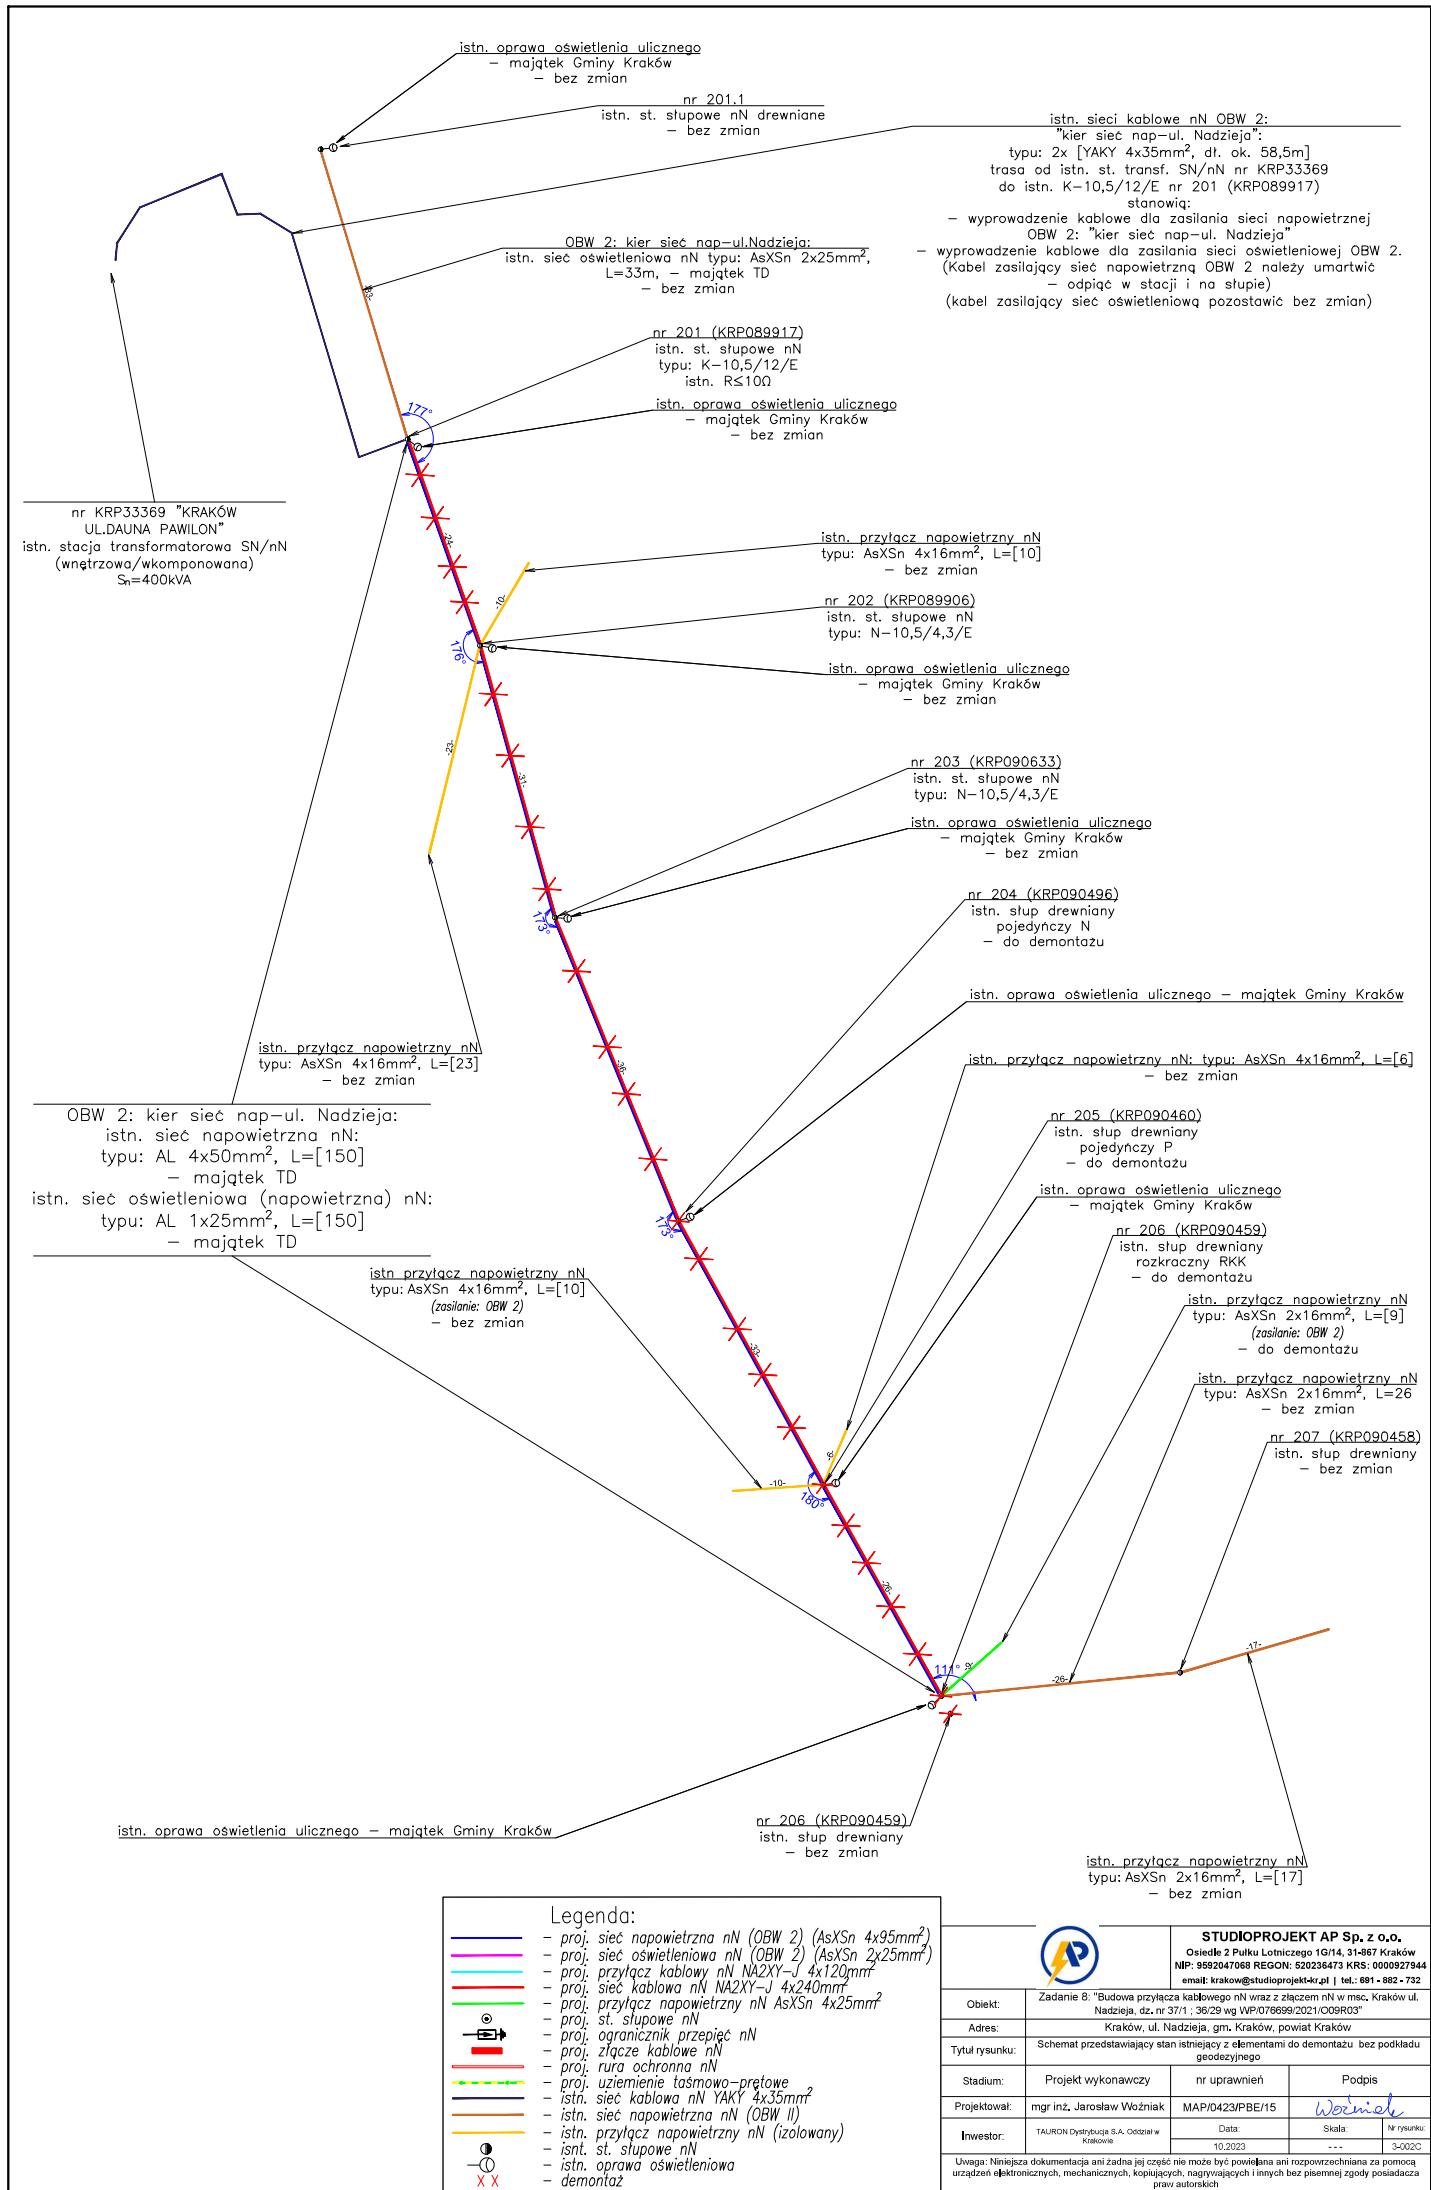 istn. oprawa oświetlenia ulicznego
— majątek Gminy Kraków
— bez zmian
nr 201.1
istn. st. słupowe nN drewniane
— bez zmian
istn. sieci kablowe nN OBW 2:
"kier sieć nap—ul. Nadzieja":
typu: 2x [YAKY 4x35mm², dł. ok. 58,5m]
trasa od istn. st. transf. SN/nN nr KRP33369
do istn. K—10,5/12/E nr 201 (KRP089917)
stanowią:
— wyprowadzenie kablowe dla zasilania sieci napowietrznej
OBW 2: "kier sieć nap—ul. Nadzieja"
— wyprowadzenie kablowe dla zasilania sieci oświetleniowej OBW 2.
(Kabel zasilający sieć napowietrzną OBW 2 należy umartwić
— odpiąć w stacji i na słupie)
(kabel zasilający sieć oświetleniową pozostawić bez zmian)
OBW 2: kier sieć nap—ul.Nadzieja:
istn. sieć oświetleniowa nN typu: AsXSn 2x25mm²,
L=33m, — majątek TD
— bez zmian
-33-
nr 201 (KRP089917)
istn. st. słupowe nN
typu: K—10,5/12/E
istn. R≤10Ω
istn. oprawa oświetlenia ulicznego
— majątek Gminy Kraków
— bez zmian
177°
nr KRP33369 "KRAKÓW
UL.DAUNA PAWILON"
istn. stacja transformatorowa SN/nN
(wnętrzowa/wkomponowana)
Sn=400kVA
-24-
istn. przyłącz napowietrzny nN
typu: AsXSn 4x16mm², L=[10]
— bez zmian
-10-
nr 202 (KRP089906)
istn. st. słupowe nN
typu: N—10,5/4,3/E
176°
istn. oprawa oświetlenia ulicznego
— majątek Gminy Kraków
— bez zmian
-23-
-31-
nr 203 (KRP090633)
istn. st. słupowe nN
typu: N—10,5/4,3/E
istn. oprawa oświetlenia ulicznego
— majątek Gminy Kraków
— bez zmian
173°
nr 204 (KRP090496)
istn. słup drewniany
pojedyńczy N
— do demontażu
istn. oprawa oświetlenia ulicznego — majątek Gminy Kraków
istn. przyłącz napowietrzny nN
typu: AsXSn 4x16mm², L=[23]
— bez zmian
-36-
istn. przyłącz napowietrzny nN: typu: AsXSn 4x16mm², L=[6]
— bez zmian
OBW 2: kier sieć nap—ul. Nadzieja:
istn. sieć napowietrzna nN:
typu: AL 4x50mm², L=[150]
— majątek TD
istn. sieć oświetleniowa (napowietrzna) nN:
typu: AL 1x25mm², L=[150]
— majątek TD
nr 205 (KRP090460)
istn. słup drewniany
pojedyńczy P
— do demontażu
istn. oprawa oświetlenia ulicznego
— majątek Gminy Kraków
173°
nr 206 (KRP090459)
istn. słup drewniany
rozkraczny RKK
— do demontażu
istn przyłącz napowietrzny nN
typu: AsXSn 4x16mm², L=[10]
(zasilanie: OBW 2)
— bez zmian
istn. przyłącz napowietrzny nN
typu: AsXSn 2x16mm², L=[9]
(zasilanie: OBW 2)
— do demontażu
-33-
istn. przyłącz napowietrzny nN
typu: AsXSn 2x16mm², L=26
— bez zmian
nr 207 (KRP090458)
istn. słup drewniany
— bez zmian
-6-
-10-
180°
-26-
111°
-9-
-26-
-17-
nr 206 (KRP090459)
istn. słup drewniany
— bez zmian
istn. oprawa oświetlenia ulicznego — majątek Gminy Kraków
istn. przyłącz napowietrzny nN
typu: AsXSn 2x16mm², L=[17]
— bez zmian
Legenda:
— proj. sieć napowietrzna nN (OBW 2) (AsXSn 4x95mm²)
— proj. sieć oświetleniowa nN (OBW 2) (AsXSn 2x25mm²)
— proj. przyłącz kablowy nN NA2XY—J 4x120mm²
— proj. sieć kablowa nN NA2XY—J 4x240mm²
— proj. przyłącz napowietrzny nN AsXSn 4x25mm²
— proj. st. słupowe nN
— proj. ogranicznik przepięć nN
— proj. złącze kablowe nN
— proj. rura ochronna nN
— proj. uziemienie taśmowo—prętowe
— istn. sieć kablowa nN YAKY 4x35mm²
— istn. sieć napowietrzna nN (OBW II)
— istn. przyłącz napowietrzny nN (izolowany)
— isnt. st. słupowe nN
— istn. oprawa oświetleniowa
X X — demontaż
AP
STUDIOPROJEKT AP Sp. z o.o.
Osiedle 2 Pułku Lotniczego 1G/14, 31-867 Kraków
NIP: 9592047068 REGON: 520236473 KRS: 0000927944
email: krakow@studioprojekt-kr.pl | tel.: 691 - 882 - 732
Obiekt: Zadanie 8: "Budowa przyłącza kablowego nN wraz z złączem nN w msc. Kraków ul.
Nadzieja, dz. nr 37/1 ; 36/29 wg WP/076699/2021/O09R03"
Adres: Kraków, ul. Nadzieja, gm. Kraków, powiat Kraków
Tytuł rysunku: Schemat przedstawiający stan istniejący z elementami do demontażu bez podkładu
geodezyjnego
Stadium: Projekt wykonawczy nr uprawnień Podpis
Projektował: mgr inż. Jarosław Woźniak MAP/0423/PBE/15 Woźniak
Inwestor: TAURON Dystrybucja S.A. Oddział w
Krakowie
Data: Skala: Nr rysunku:
10.2023 - - - 3-002C
Uwaga: Niniejsza dokumentacja ani żadna jej część nie może być powielana ani rozpowrzechniana za pomocą
urządzeń elektronicznych, mechanicznych, kopiujących, nagrywających i innych bez pisemnej zgody posiadacza
praw autorskich